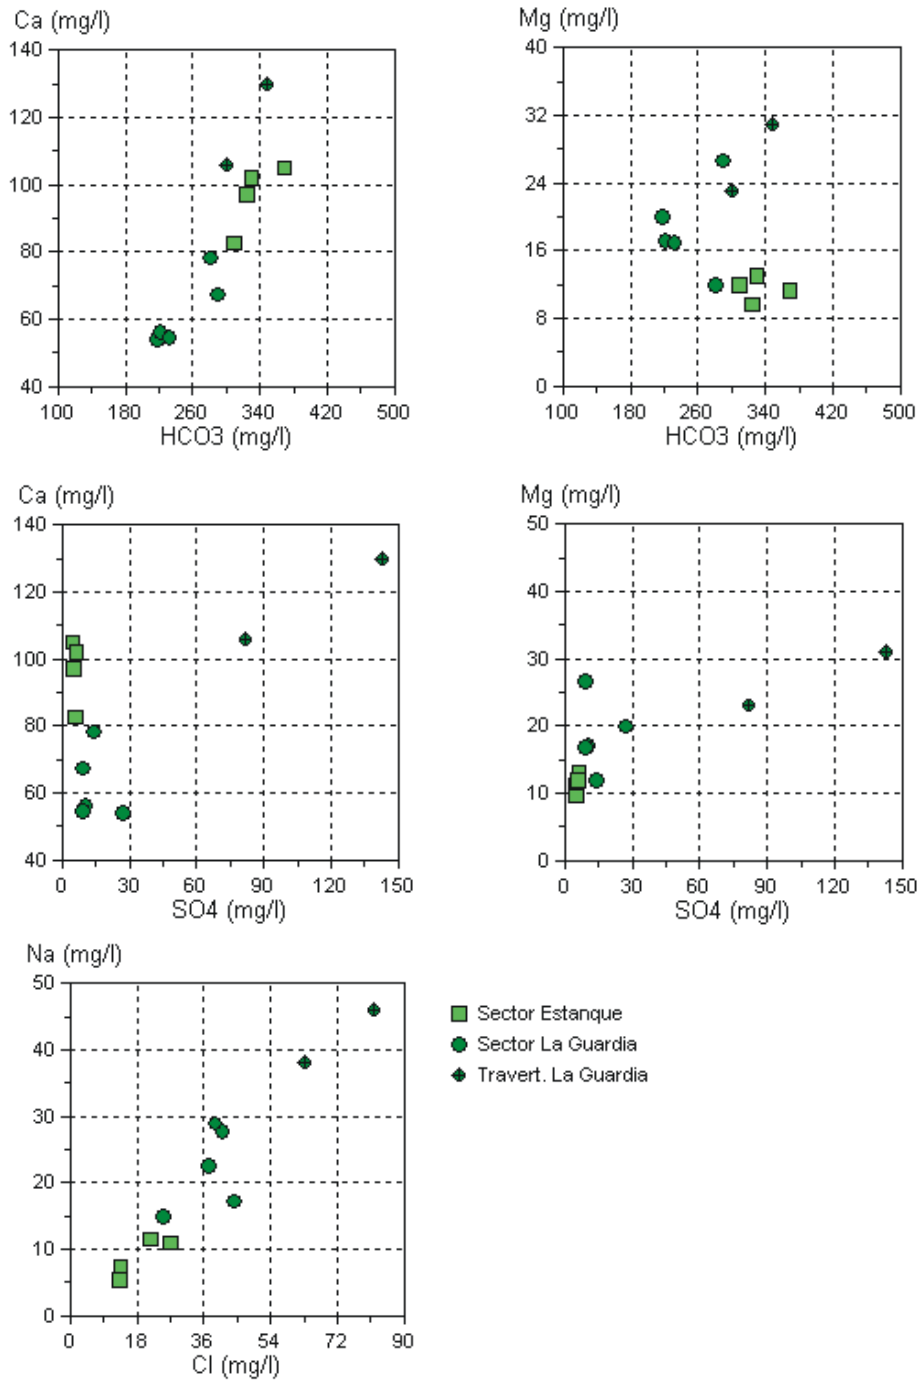 Ca (mg/l)
140
120
100
80
60
40
100 180 260 340 420 500
HCO3 (mg/l)
Mg (mg/l)
40
32
24
16
8
0
100 180 260 340 420 500
HCO3 (mg/l)
Ca (mg/l)
140
120
100
80
60
40
0 30 60 90 120 150
SO4 (mg/l)
Mg (mg/l)
50
40
30
20
10
0
0 30 60 90 120 150
SO4 (mg/l)
Na (mg/l)
50
40
30
20
10
0
0 18 36 54 72 90
Cl (mg/l)
Sector Estanque
Sector La Guardia
Travert. La Guardia